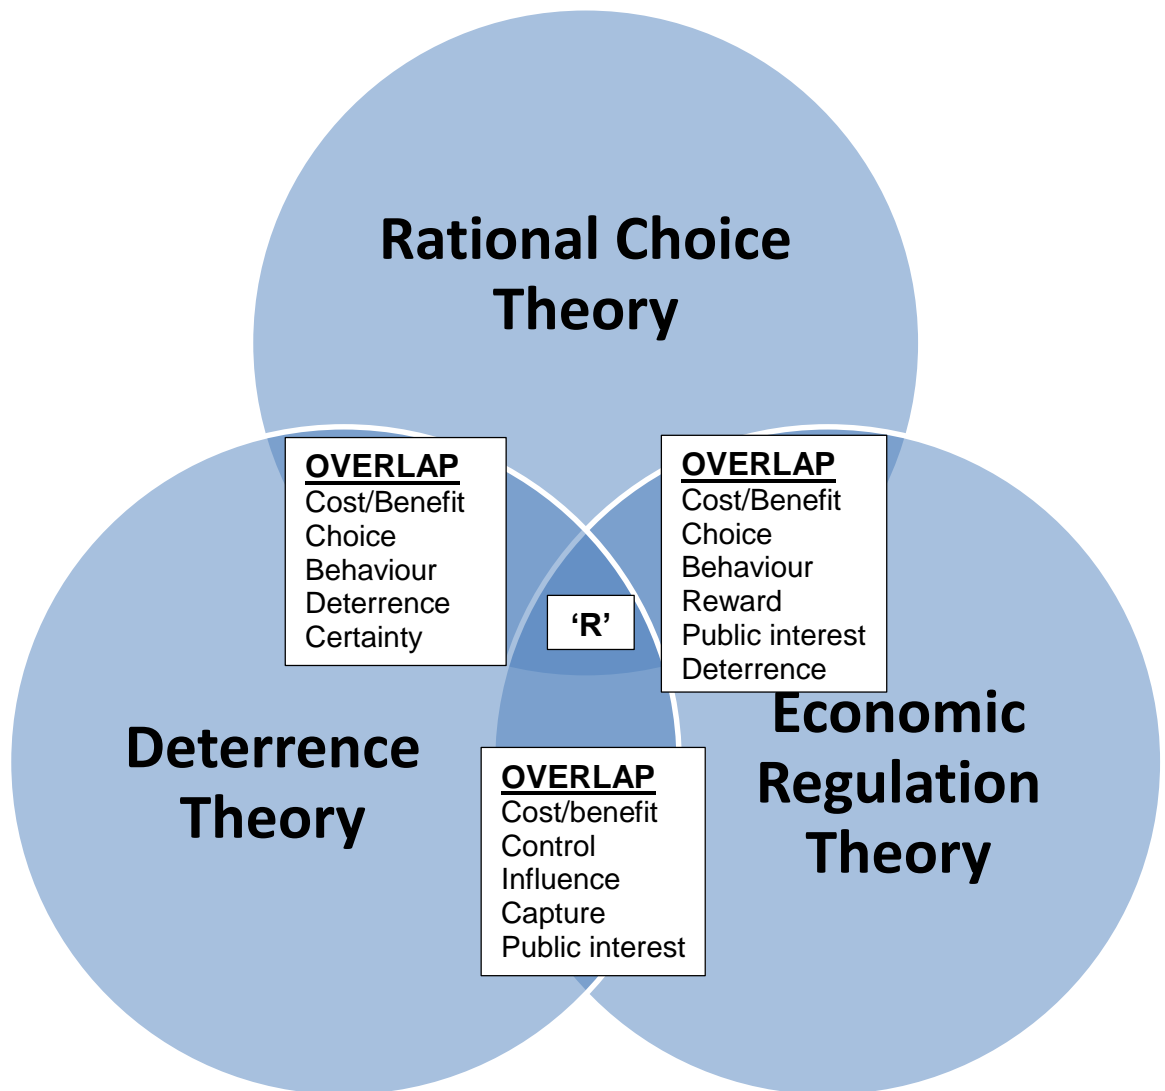 Rational Choice
Theory
OVERLAP
Cost/Benefit
Choice
Behaviour
Deterrence
Certainty
OVERLAP
Cost/Benefit
Choice
Behaviour
Reward
Public interest
Deterrence
‘R’
Deterrence
Theory
Economic
Regulation
Theory
OVERLAP
Cost/benefit
Control
Influence
Capture
Public interest